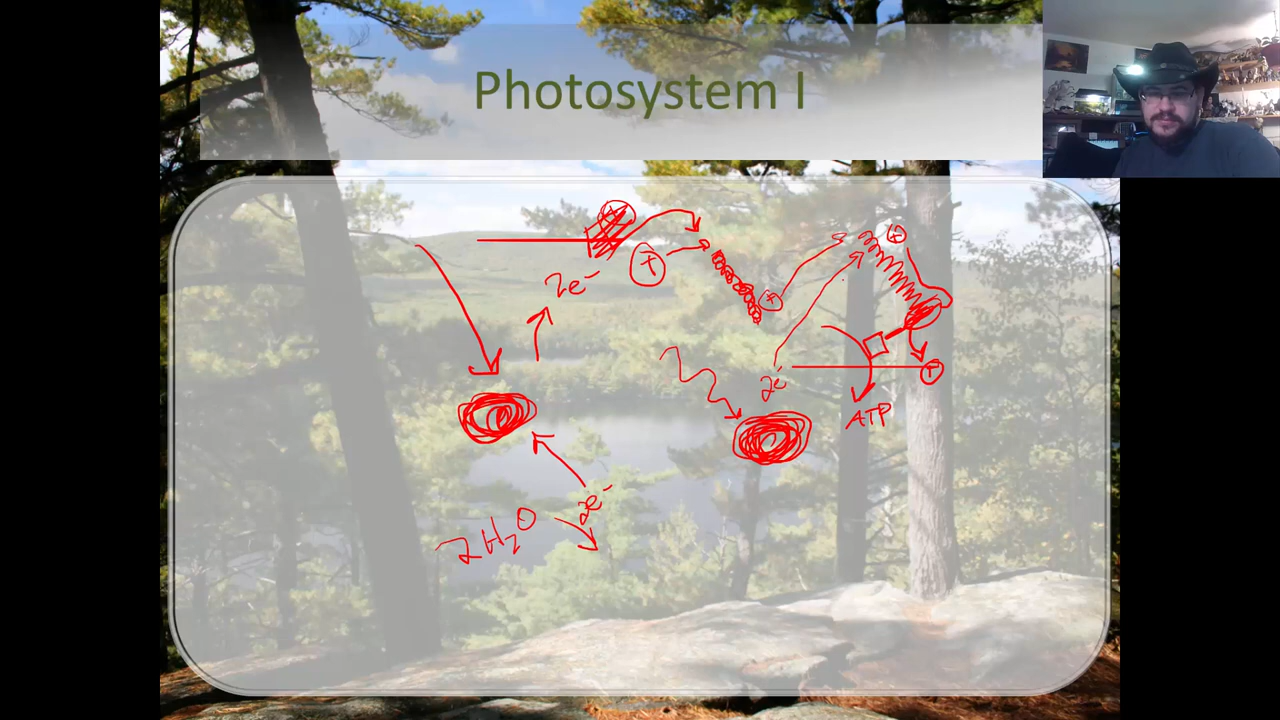 Photosystem I
2e⁻
+
+
+
2e⁻
+
ATP
2e⁻
2H₂O